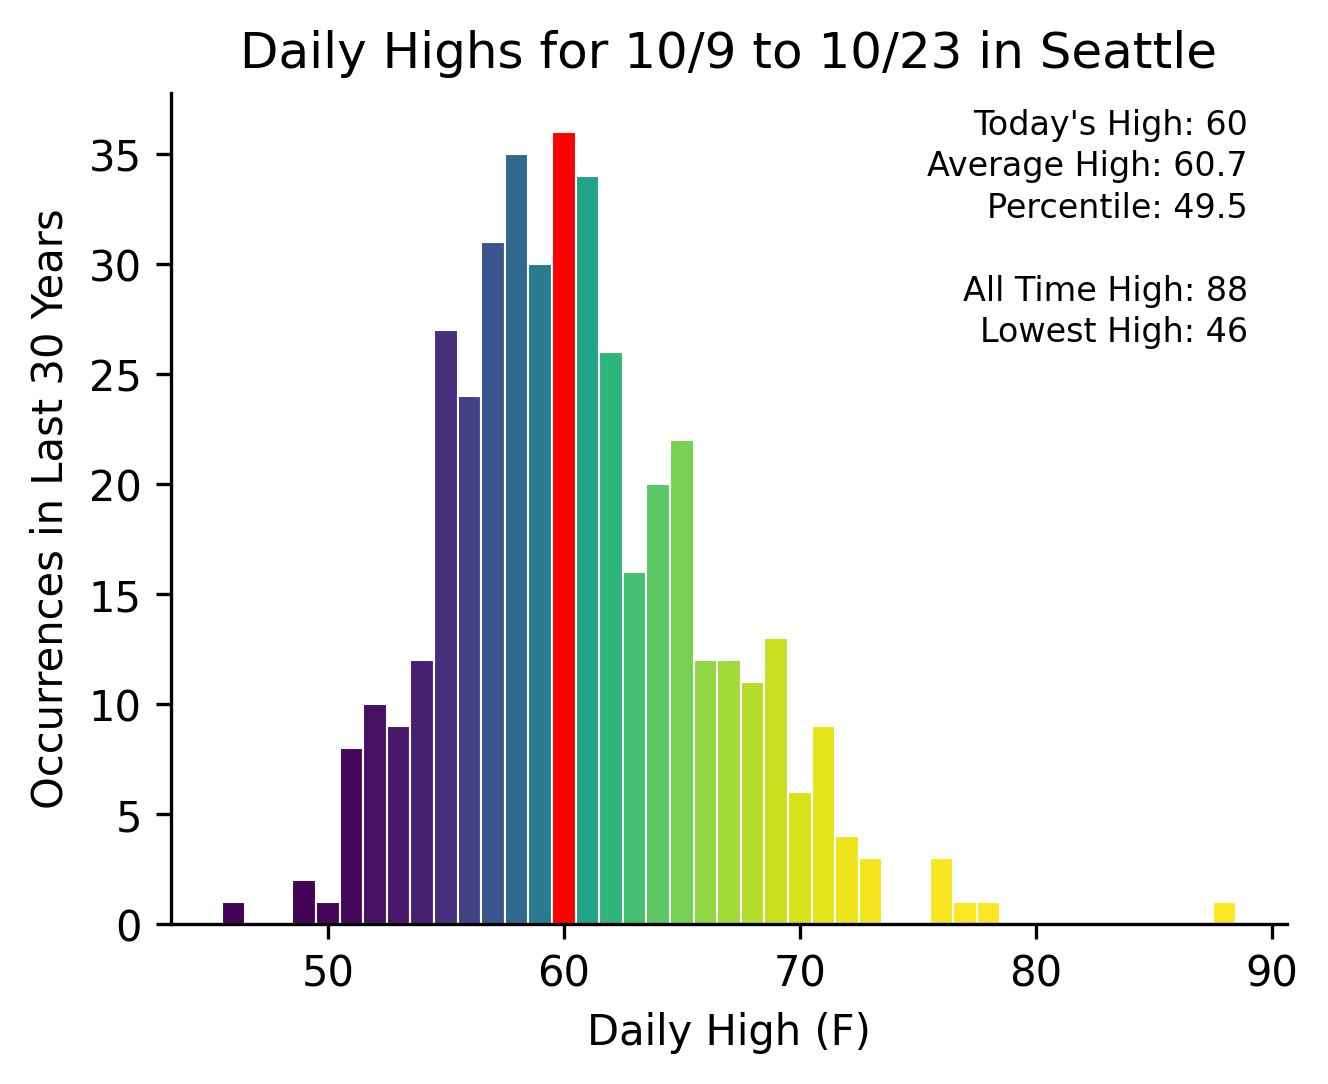 Daily Highs for 10/9 to 10/23 in Seattle
Today's High: 60
Average High: 60.7
Percentile: 49.5
All Time High: 88
Lowest High: 46
Occurrences in Last 30 Years
35
30
25
20
15
10
5
0
50 60 70 80 90
Daily High (F)